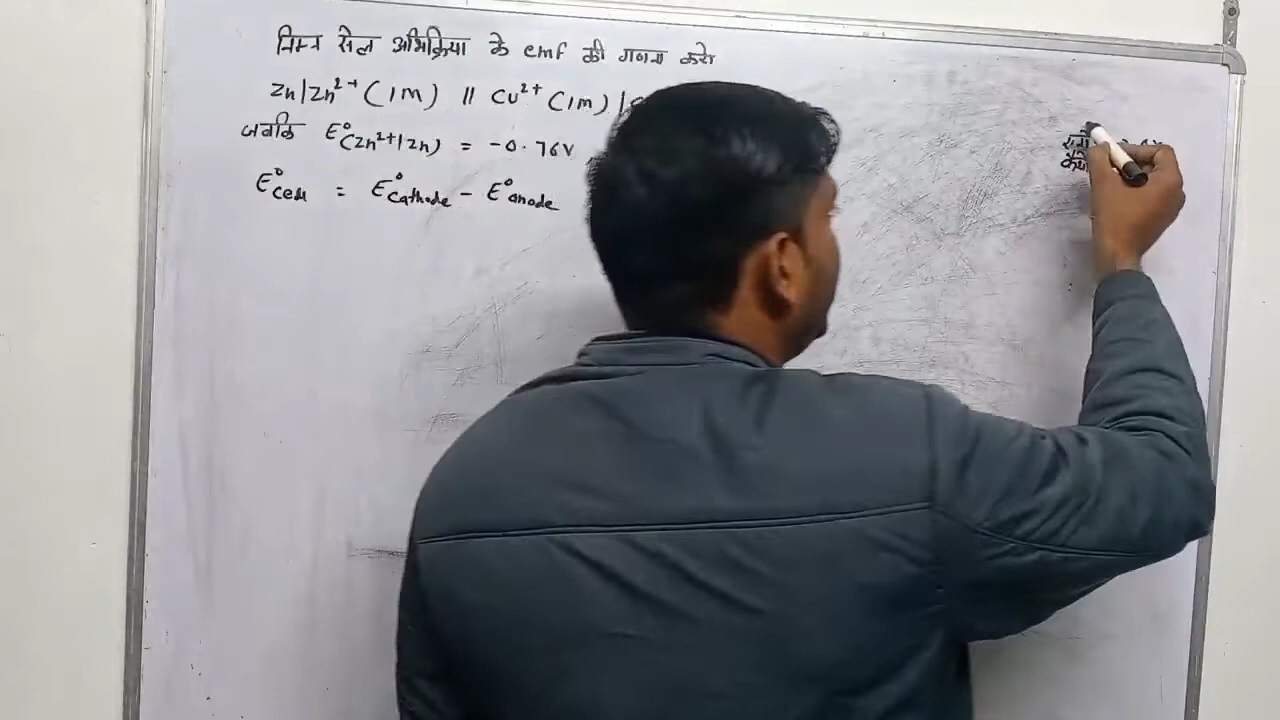 निम्न सेल अभिक्रिया के emf की गणना करो
Zn/Zn²⁺ (1M) || Cu²⁺ (1M) /
जबकि E°(Zn²⁺/Zn) = -0.76V
E°Cell = E°Cathode - E°anode